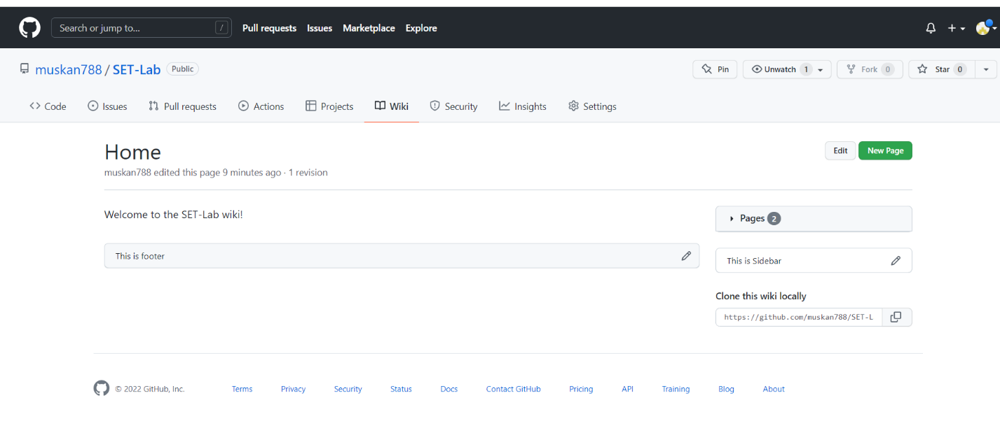 Search or jump to... / Pull requests Issues Marketplace Explore
muskan788 / SET-Lab Public Pin Unwatch 1 Fork 0 Star 0
Code Issues Pull requests Actions Projects Wiki Security Insights Settings
Home Edit New Page
muskan788 edited this page 9 minutes ago · 1 revision
Welcome to the SET-Lab wiki!
Pages 2
This is footer
This is Sidebar
Clone this wiki locally
https://github.com/muskan788/SET-L
© 2022 GitHub, Inc. Terms Privacy Security Status Docs Contact GitHub Pricing API Training Blog About